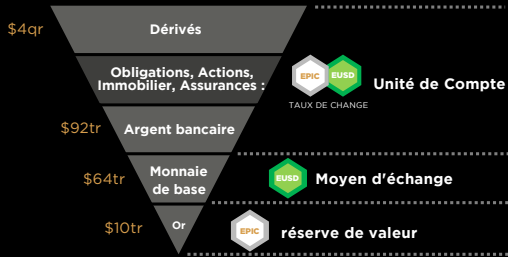 $4qr
Dérivés
Obligations, Actions,
Immobilier, Assurances :
EPIC
EUSD
Unité de Compte
TAUX DE CHANGE
$92tr
Argent bancaire
$64tr
Monnaie
de base
EUSD
Moyen d'échange
$10tr
Or
EPIC
réserve de valeur